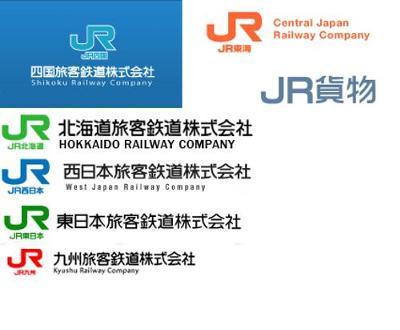 JR
JR四国
四国旅客鉄道株式会社
Shikoku Railway Company
JR
JR東海
Central Japan
Railway Company
JR貨物
JR
JR北海道
北海道旅客鉄道株式会社
HOKKAIDO RAILWAY COMPANY
JR
JR西日本
西日本旅客鉄道株式会社
West Japan Railway Company
JR
JR東日本
東日本旅客鉄道株式会社
JR
JR九州
九州旅客鉄道株式会社
Kyushu Railway Company